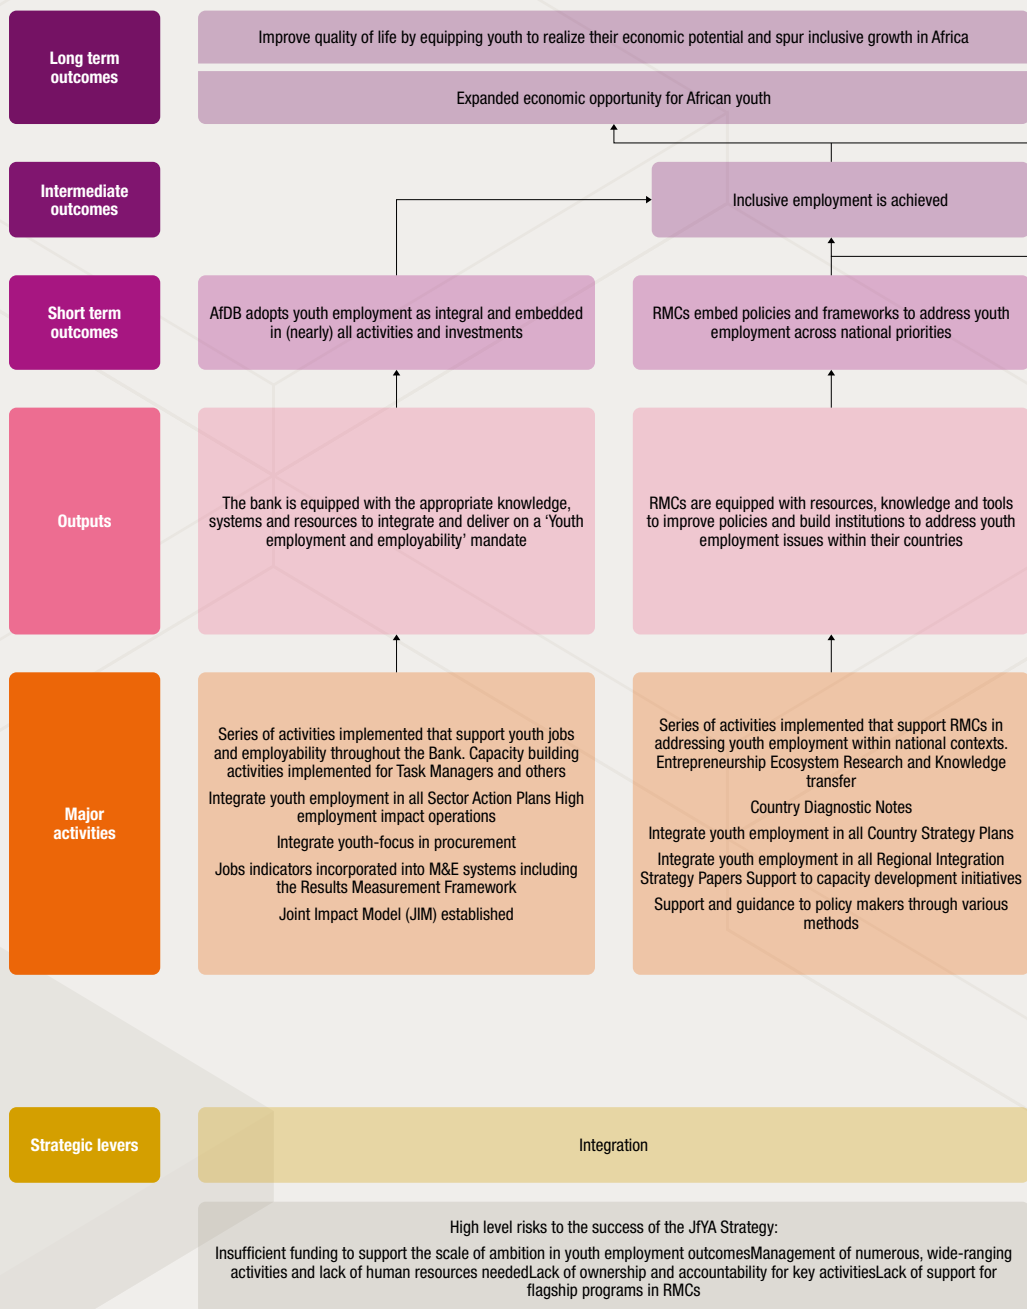 Long term
outcomes
Improve quality of life by equipping youth to realize their economic potential and spur inclusive growth in Africa
Expanded economic opportunity for African youth
Intermediate
outcomes
Inclusive employment is achieved
Short term
outcomes
AfDB adopts youth employment as integral and embedded
in (nearly) all activities and investments
RMCs embed policies and frameworks to address youth
employment across national priorities
Outputs
The bank is equipped with the appropriate knowledge,
systems and resources to integrate and deliver on a ‘Youth
employment and employability’ mandate
RMCs are equipped with resources, knowledge and tools
to improve policies and build institutions to address youth
employment issues within their countries
Major
activities
Series of activities implemented that support youth jobs
and employability throughout the Bank. Capacity building
activities implemented for Task Managers and others
Integrate youth employment in all Sector Action Plans High
employment impact operations
Integrate youth-focus in procurement
Jobs indicators incorporated into M&E systems including
the Results Measurement Framework
Joint Impact Model (JIM) established
Series of activities implemented that support RMCs in
addressing youth employment within national contexts.
Entrepreneurship Ecosystem Research and Knowledge
transfer
Country Diagnostic Notes
Integrate youth employment in all Country Strategy Plans
Integrate youth employment in all Regional Integration
Strategy Papers Support to capacity development initiatives
Support and guidance to policy makers through various
methods
Strategic levers
Integration
High level risks to the success of the JfYA Strategy:
Insufficient funding to support the scale of ambition in youth employment outcomesManagement of numerous, wide-ranging
activities and lack of human resources neededLack of ownership and accountability for key activitiesLack of support for
flagship programs in RMCs